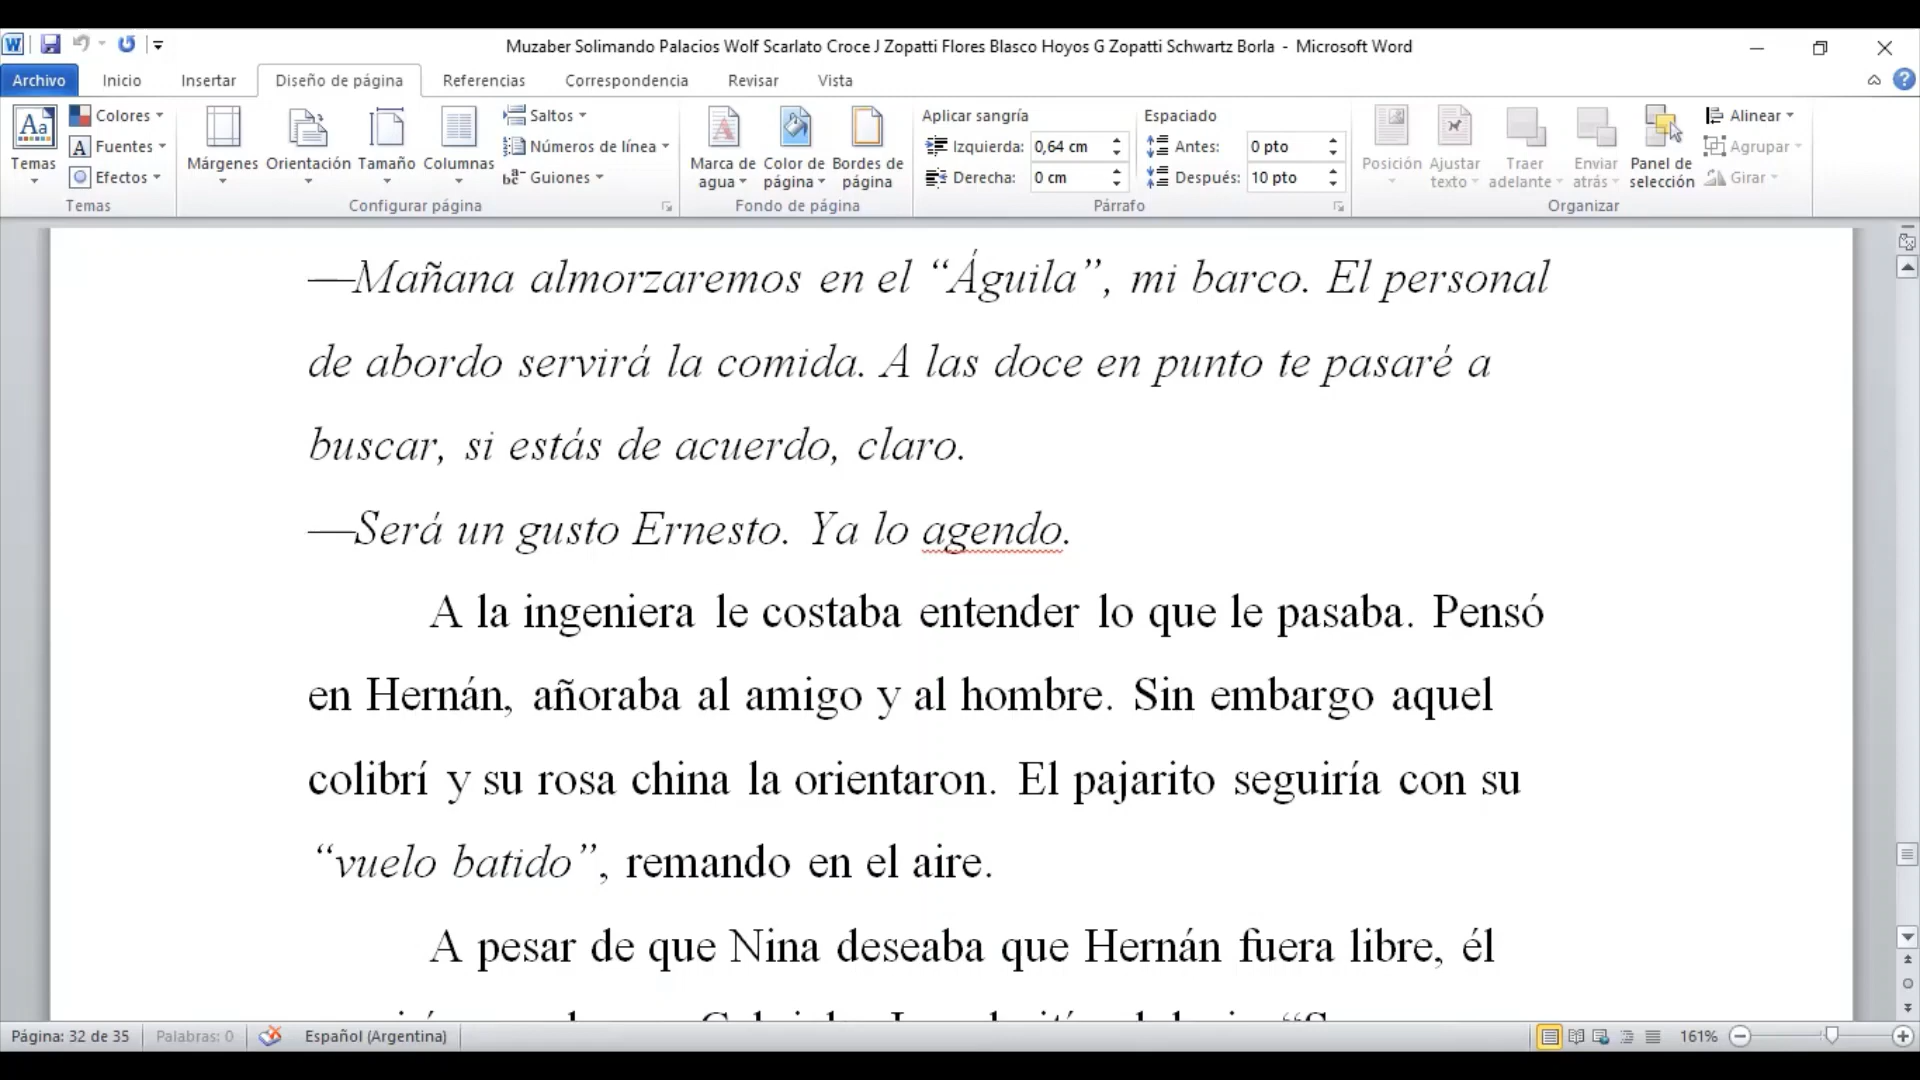 Muzaber Solimando Palacios Wolf Scarlato Croce J Zopatti Flores Blasco Hoyos G Zopatti Schwartz Borla - Microsoft Word
Archivo Inicio Insertar Diseño de página Referencias Correspondencia Revisar Vista
Temas
Colores
Fuentes
Efectos
Temas
Márgenes Orientación Tamaño Columnas
Saltos
Números de línea
Guiones
Configurar página
Marca de agua Color de página Bordes de página
Fondo de página
Aplicar sangría
Izquierda: 0,64 cm
Derecha: 0 cm
Espaciado
Antes: 0 pto
Después: 10 pto
Párrafo
Posición Ajustar texto Traer adelante Enviar atrás Panel de selección
Alinear
Agrupar
Girar
Organizar
—Mañana almorzaremos en el “Águila”, mi barco. El personal
de abordo servirá la comida. A las doce en punto te pasaré a
buscar, si estás de acuerdo, claro.
—Será un gusto Ernesto. Ya lo agendo.
A la ingeniera le costaba entender lo que le pasaba. Pensó
en Hernán, añoraba al amigo y al hombre. Sin embargo aquel
colibrí y su rosa china la orientaron. El pajarito seguiría con su
“vuelo batido”, remando en el aire.
A pesar de que Nina deseaba que Hernán fuera libre, él
Página: 32 de 35 Palabras: 0 Español (Argentina) 161%